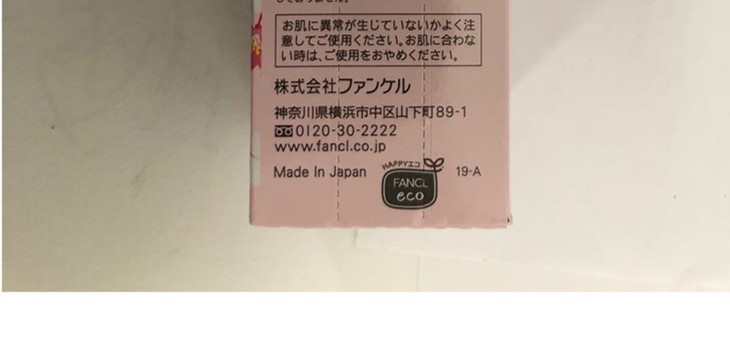 お肌に異常が生じていないかよく注
意してご使用ください。お肌に合わな
い時は、ご使用をおやめください。
株式会社ファンケル
神奈川県横浜市中区山下町89-1
0120-30-2222
www.fancl.co.jp
Made In Japan
HAPPYエコ
FANCL
eco
19-A